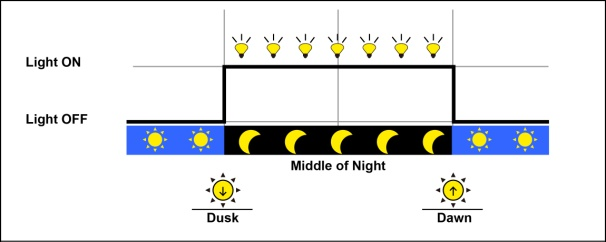 Light ON
Light OFF
Middle of Night
Dusk
Dawn